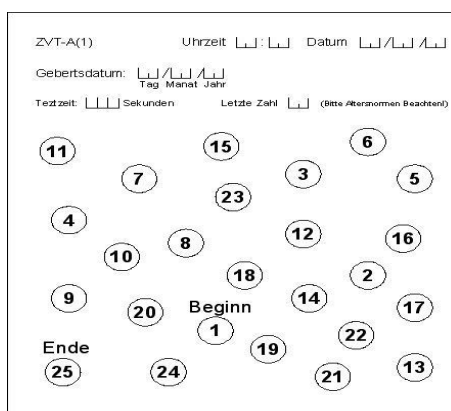 ZVT-A(1) Uhrzeit : Datum / /
Gebertsdatum: / /
Tag Manat Jahr
Teztzeit: Sekunden Letzte Zahl (Bitte Altersnormen Beachten!)
6
15
11
3
7 5
23
4
12
16
8
10
18 2
9 14
Beginn 17
20
1
22
19
Ende
13
25 24 21